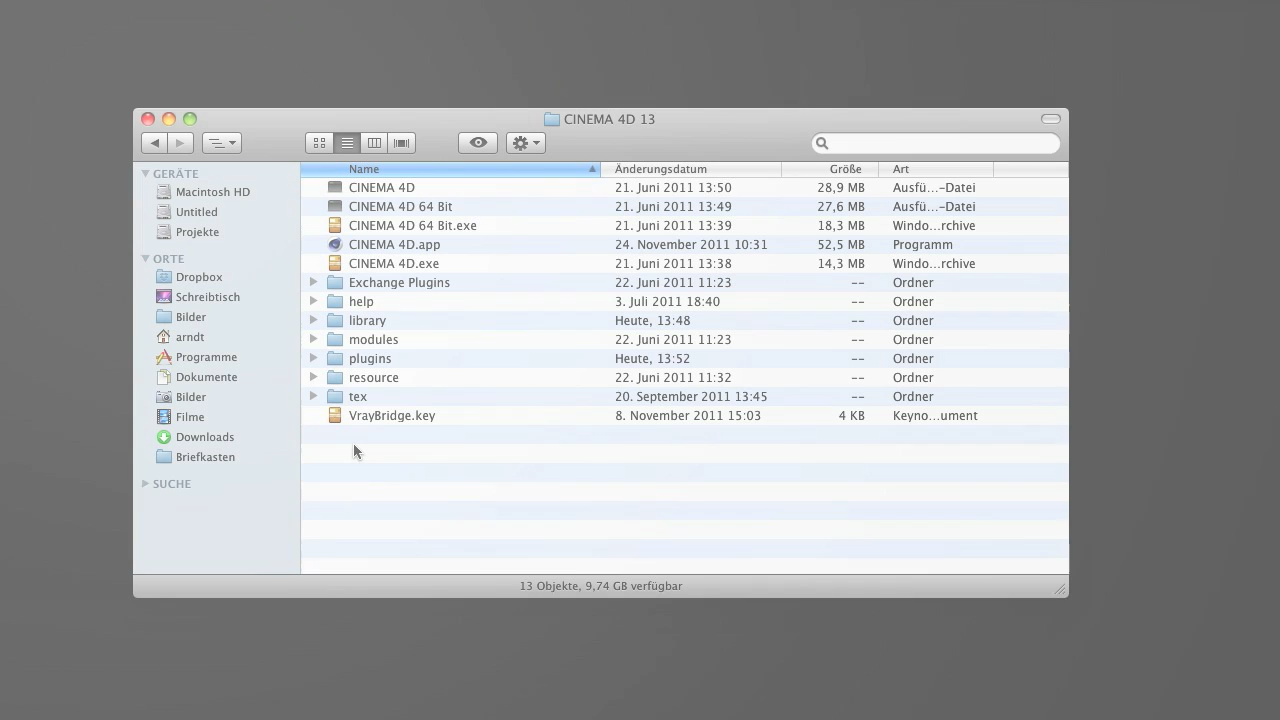 CINEMA 4D 13
GERÄTE
Macintosh HD
Untitled
Projekte
ORTE
Dropbox
Schreibtisch
Bilder
arndt
Programme
Dokumente
Bilder
Filme
Downloads
Briefkasten
SUCHE
Name Änderungsdatum Größe Art
CINEMA 4D 21. Juni 2011 13:50 28,9 MB Ausfü...-Datei
CINEMA 4D 64 Bit 21. Juni 2011 13:49 27,6 MB Ausfü...-Datei
CINEMA 4D 64 Bit.exe 21. Juni 2011 13:39 18,3 MB Windo...rchive
CINEMA 4D.app 24. November 2011 10:31 52,5 MB Programm
CINEMA 4D.exe 21. Juni 2011 13:38 14,3 MB Windo...rchive
Exchange Plugins 22. Juni 2011 11:23 -- Ordner
help 3. Juli 2011 18:40 -- Ordner
library Heute, 13:48 -- Ordner
modules 22. Juni 2011 11:23 -- Ordner
plugins Heute, 13:52 -- Ordner
resource 22. Juni 2011 11:32 -- Ordner
tex 20. September 2011 13:45 -- Ordner
VrayBridge.key 8. November 2011 15:03 4 KB Keyno...ument
13 Objekte, 9,74 GB verfügbar